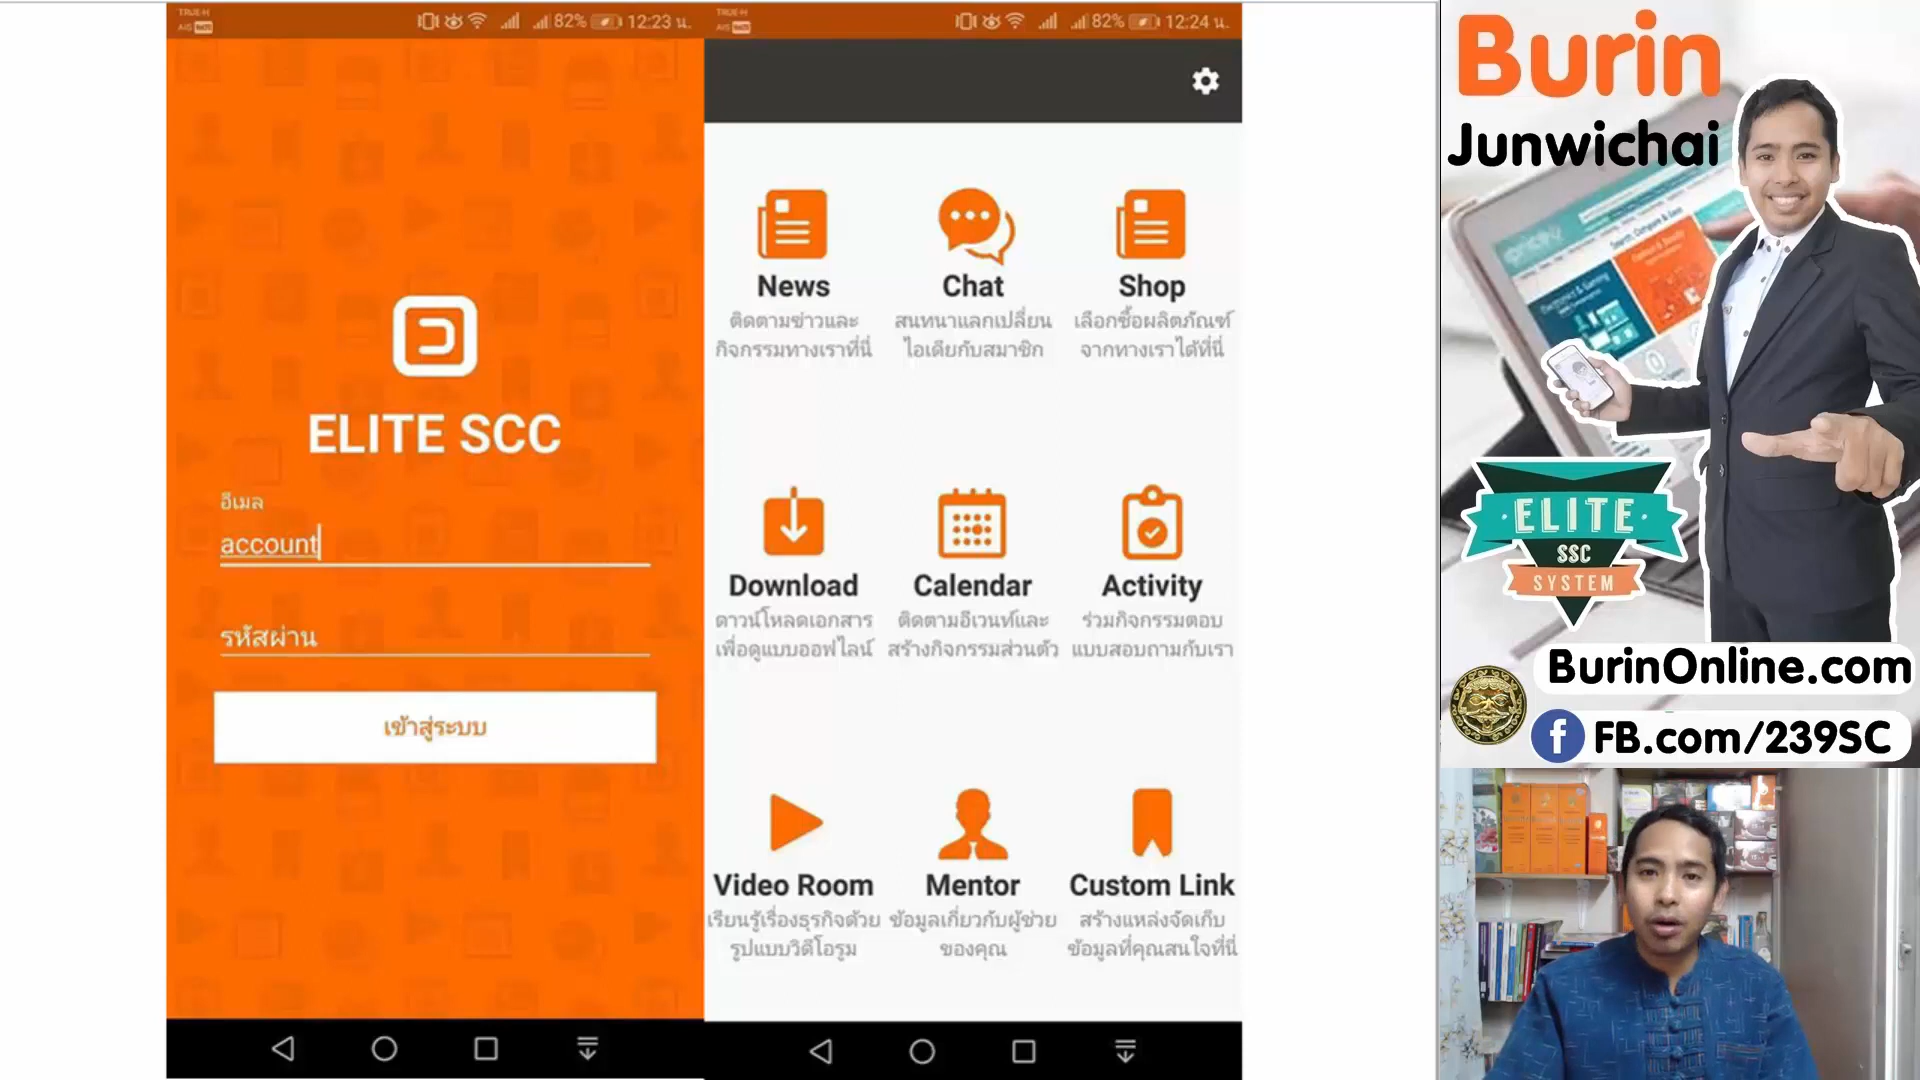 TRUE-H
AIS
82%
12:23 น.
ELITE SCC
อีเมล
account
รหัสผ่าน
เข้าสู่ระบบ
TRUE-H
AIS
82%
12:24 น.
News
ติดตามข่าวและ
กิจกรรมทางเราที่นี่
Chat
สนทนาแลกเปลี่ยน
ไอเดียกับสมาชิก
Shop
เลือกซื้อผลิตภัณฑ์
จากทางเราได้ที่นี่
Download
ดาวน์โหลดเอกสาร
เพื่อดูแบบออฟไลน์
Calendar
ติดตามอีเวนท์และ
สร้างกิจกรรมส่วนตัว
Activity
ร่วมกิจกรรมตอบ
แบบสอบถามกับเรา
Video Room
เรียนรู้เรื่องธุรกิจด้วย
รูปแบบวิดีโอรูม
Mentor
ข้อมูลเกี่ยวกับผู้ช่วย
ของคุณ
Custom Link
สร้างแหล่งจัดเก็บ
ข้อมูลที่คุณสนใจที่นี่
Burin
Junwichai
ELITE
SSC
SYSTEM
BurinOnline.com
FB.com/239SC